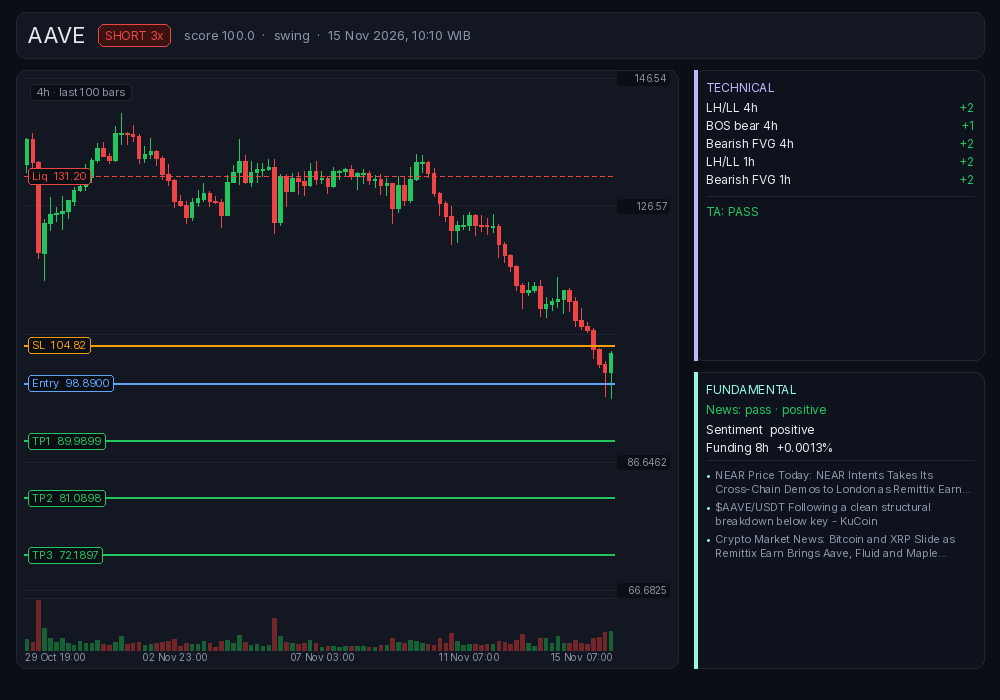 AAVE SHORT 3x score 100.0 · swing · 15 Nov 2026, 10:10 WIB
4h · last 100 bars
146.54
Liq 131.20
126.57
SL 104.82
Entry 98.8900
TP1 89.9899
86.6462
TP2 81.0898
TP3 72.1897
66.6825
29 Oct 19:00 02 Nov 23:00 07 Nov 03:00 11 Nov 07:00 15 Nov 07:00
TECHNICAL
LH/LL 4h +2
BOS bear 4h +1
Bearish FVG 4h +2
LH/LL 1h +2
Bearish FVG 1h +2
TA: PASS
FUNDAMENTAL
News: pass · positive
Sentiment positive
Funding 8h +0.0013%
• NEAR Price Today: NEAR Intents Takes Its
Cross-Chain Demos to London as Remittix Earn…
• $AAVE/USDT Following a clean structural
breakdown below key - KuCoin
• Crypto Market News: Bitcoin and XRP Slide as
Remittix Earn Brings Aave, Fluid and Maple…